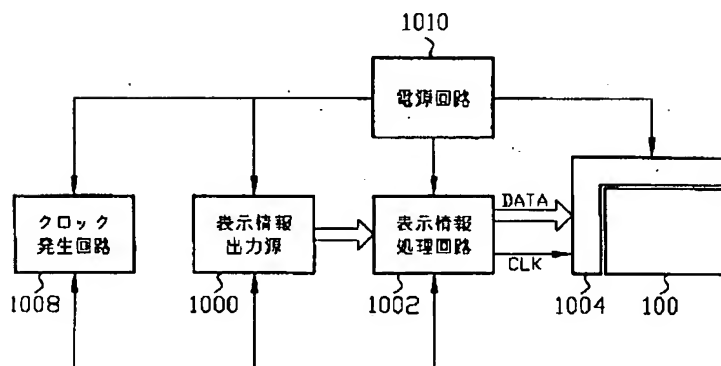 1010
電源回路
クロック
発生回路
表示情報
出力源
表示情報
処理回路
DATA
CLK
1008
1000
1002
1004
100